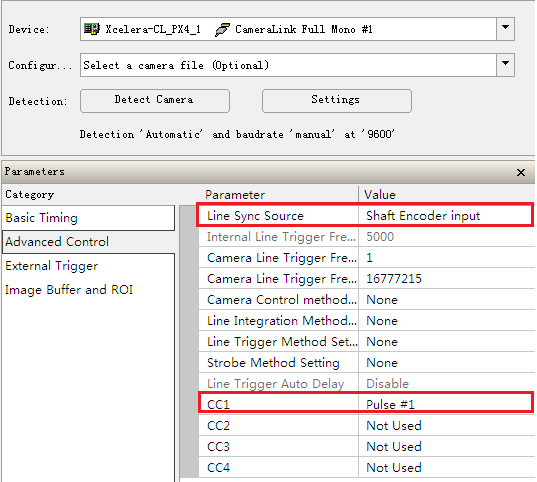 Device: Xcelera-CL_PX4_1 CameraLink Full Mono #1
Configur... Select a camera file (Optional)
Detection: Detect Camera Settings
Detection 'Automatic' and baudrate 'manual' at '9600'
Parameters
Category
Basic Timing
Advanced Control
External Trigger
Image Buffer and ROI
Parameter Value
Line Sync Source Shaft Encoder input
Internal Line Trigger Fre... 5000
Camera Line Trigger Fre... 1
Camera Line Trigger Fre... 16777215
Camera Control method... None
Line Integration Method... None
Line Trigger Method Set... None
Strobe Method Setting None
Line Trigger Auto Delay Disable
CC1 Pulse #1
CC2 Not Used
CC3 Not Used
CC4 Not Used